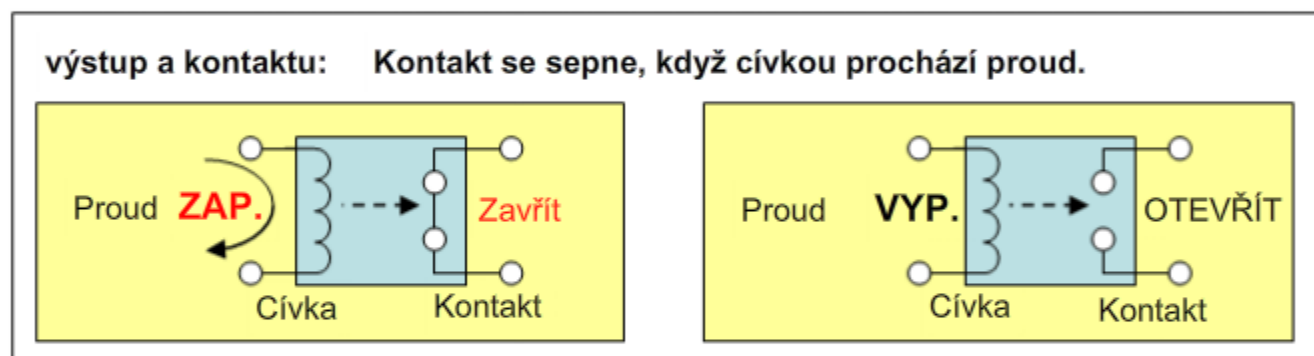 výstup a kontaktu: Kontakt se sepne, když cívkou prochází proud.
Proud ZAP. Zavřít
Cívka Kontakt
Proud VYP. OTEVŘÍT
Cívka Kontakt